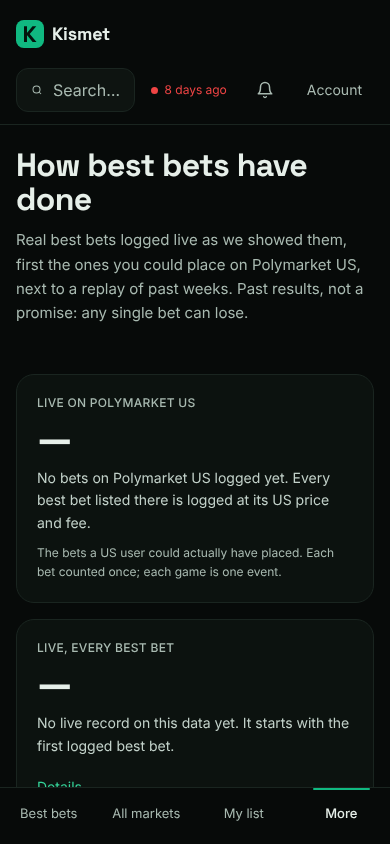 K Kismet
Search...
8 days ago
Account
How best bets have
done
Real best bets logged live as we showed them,
first the ones you could place on Polymarket US,
next to a replay of past weeks. Past results, not a
promise: any single bet can lose.
LIVE ON POLYMARKET US
—
No bets on Polymarket US logged yet. Every
best bet listed there is logged at its US price
and fee.
The bets a US user could actually have placed. Each
bet counted once; each game is one event.
LIVE, EVERY BEST BET
—
No live record on this data yet. It starts with the
first logged best bet.
Details
Best bets
All markets
My list
More